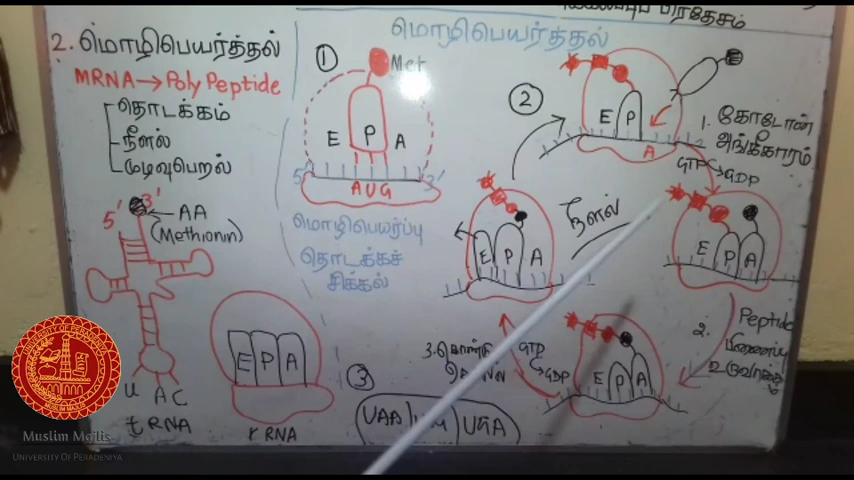 2. மொழிபெயர்த்தல்
MRNA → Poly Peptide
தொடக்கம்
நீளல்
முடிவுபெறல்
5'
3'
AA
(Methionin)
U A C
tRNA
E P A
rRNA
மொழிபெயர்த்தல்
1
Met
E P A
5' AUG 3'
மொழிபெயர்ப்பு
தொடக்கச்
சிக்கல்
2
E P
A
1. கோடோன்
அங்கீகாரம்
GTP GDP
E P A
நீளல்
E P A
2. Peptide
பிணைப்பு
E P A
GTP
GDP
3
UAA
UGA
Muslim Majlis
University Of Peradeniya